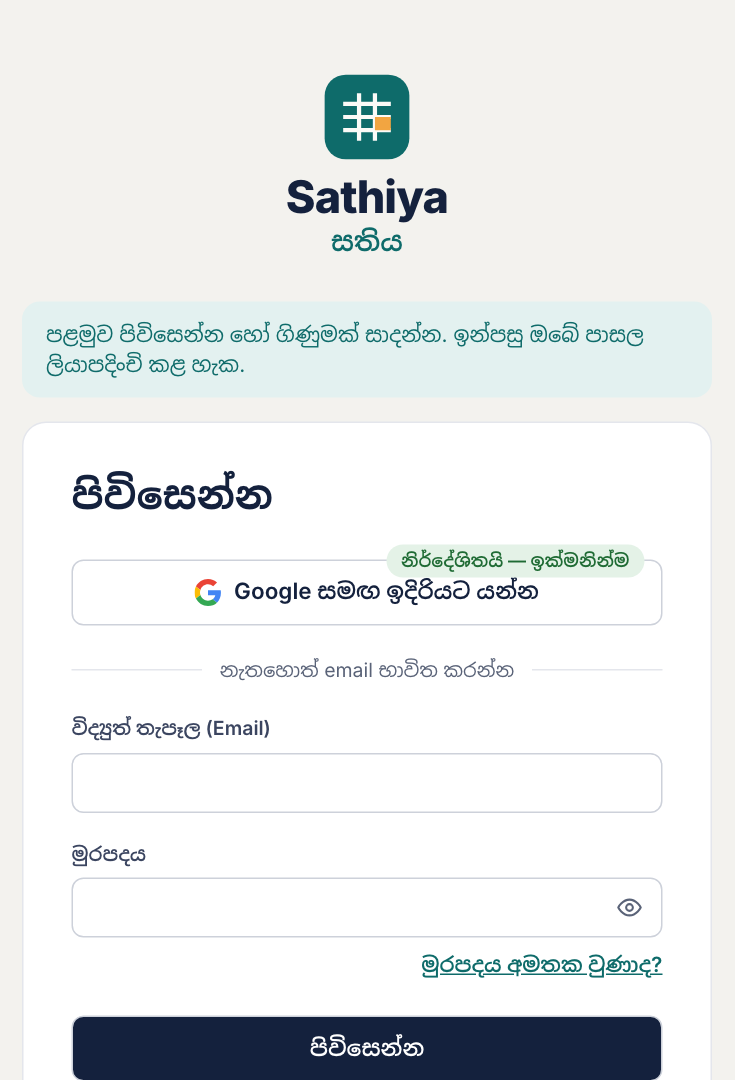 Sathiya
සතිය
පළමුව පිවිසෙන්න හෝ ගිණුමක් සාදන්න. ඉන්පසු ඔබේ පාසල
ලියාපදිංචි කළ හැක.
පිවිසෙන්න
නිර්දේශිතයි — ඉක්මනින්ම
Google සමඟ ඉදිරියට යන්න
නැතහොත් email භාවිත කරන්න
විද්‍යුත් තැපෑල (Email)
මුරපදය
මුරපදය අමතක වුණාද?
පිවිසෙන්න